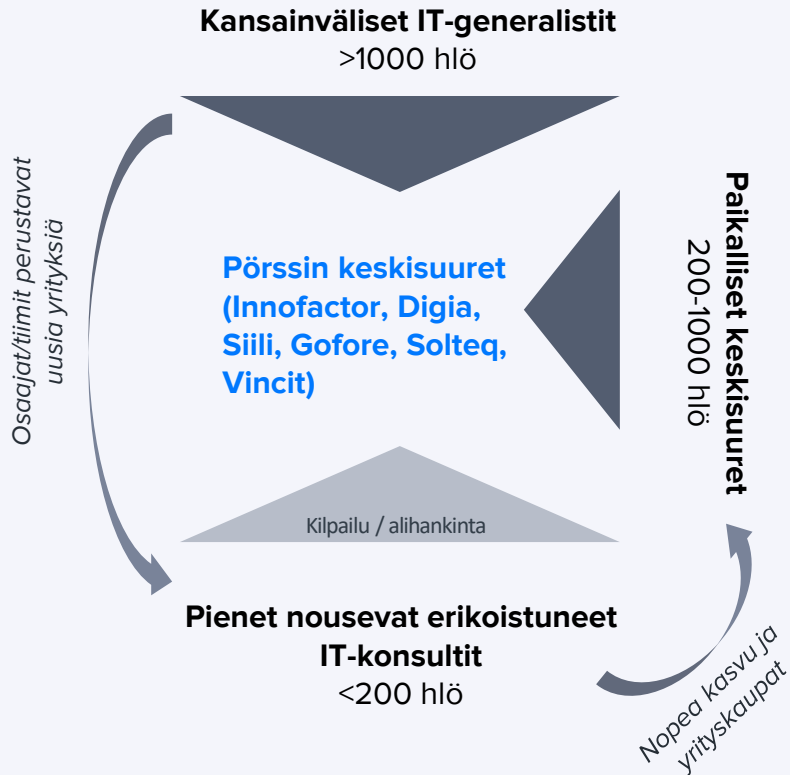 Kansainväliset IT-generalistit
>1000 hlö
Osaajat/tiimit perustavat
uusia yrityksiä
Pörssin keskisuuret
(Innofactor, Digia,
Siili, Gofore, Solteq,
Vincit)
Paikalliset keskisuuret
200-1000 hlö
Kilpailu / alihankinta
Pienet nousevat erikoistuneet
IT-konsultit
<200 hlö
Nopea kasvu ja
yrityskaupat